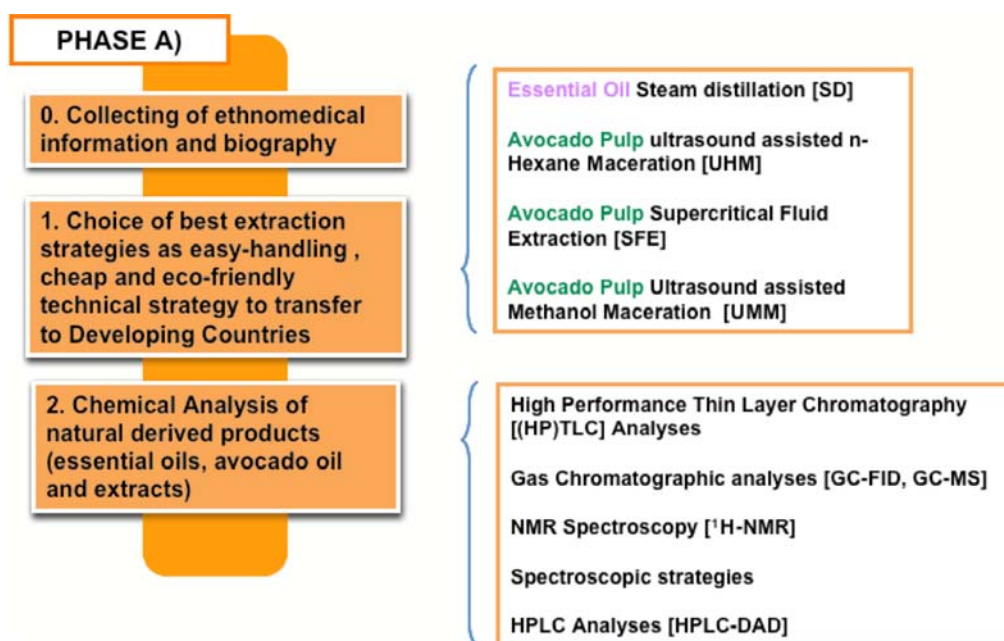 PHASE A)
0. Collecting of ethnomedical
information and biography
1. Choice of best extraction
strategies as easy-handling ,
cheap and eco-friendly
technical strategy to transfer
to Developing Countries
2. Chemical Analysis of
natural derived products
(essential oils, avocado oil
and extracts)
Essential Oil Steam distillation [SD]
Avocado Pulp ultrasound assisted n-
Hexane Maceration [UHM]
Avocado Pulp Supercritical Fluid
Extraction [SFE]
Avocado Pulp Ultrasound assisted
Methanol Maceration [UMM]
High Performance Thin Layer Chromatography
[(HP)TLC] Analyses
Gas Chromatographic analyses [GC-FID, GC-MS]
NMR Spectroscopy [¹H-NMR]
Spectroscopic strategies
HPLC Analyses [HPLC-DAD]